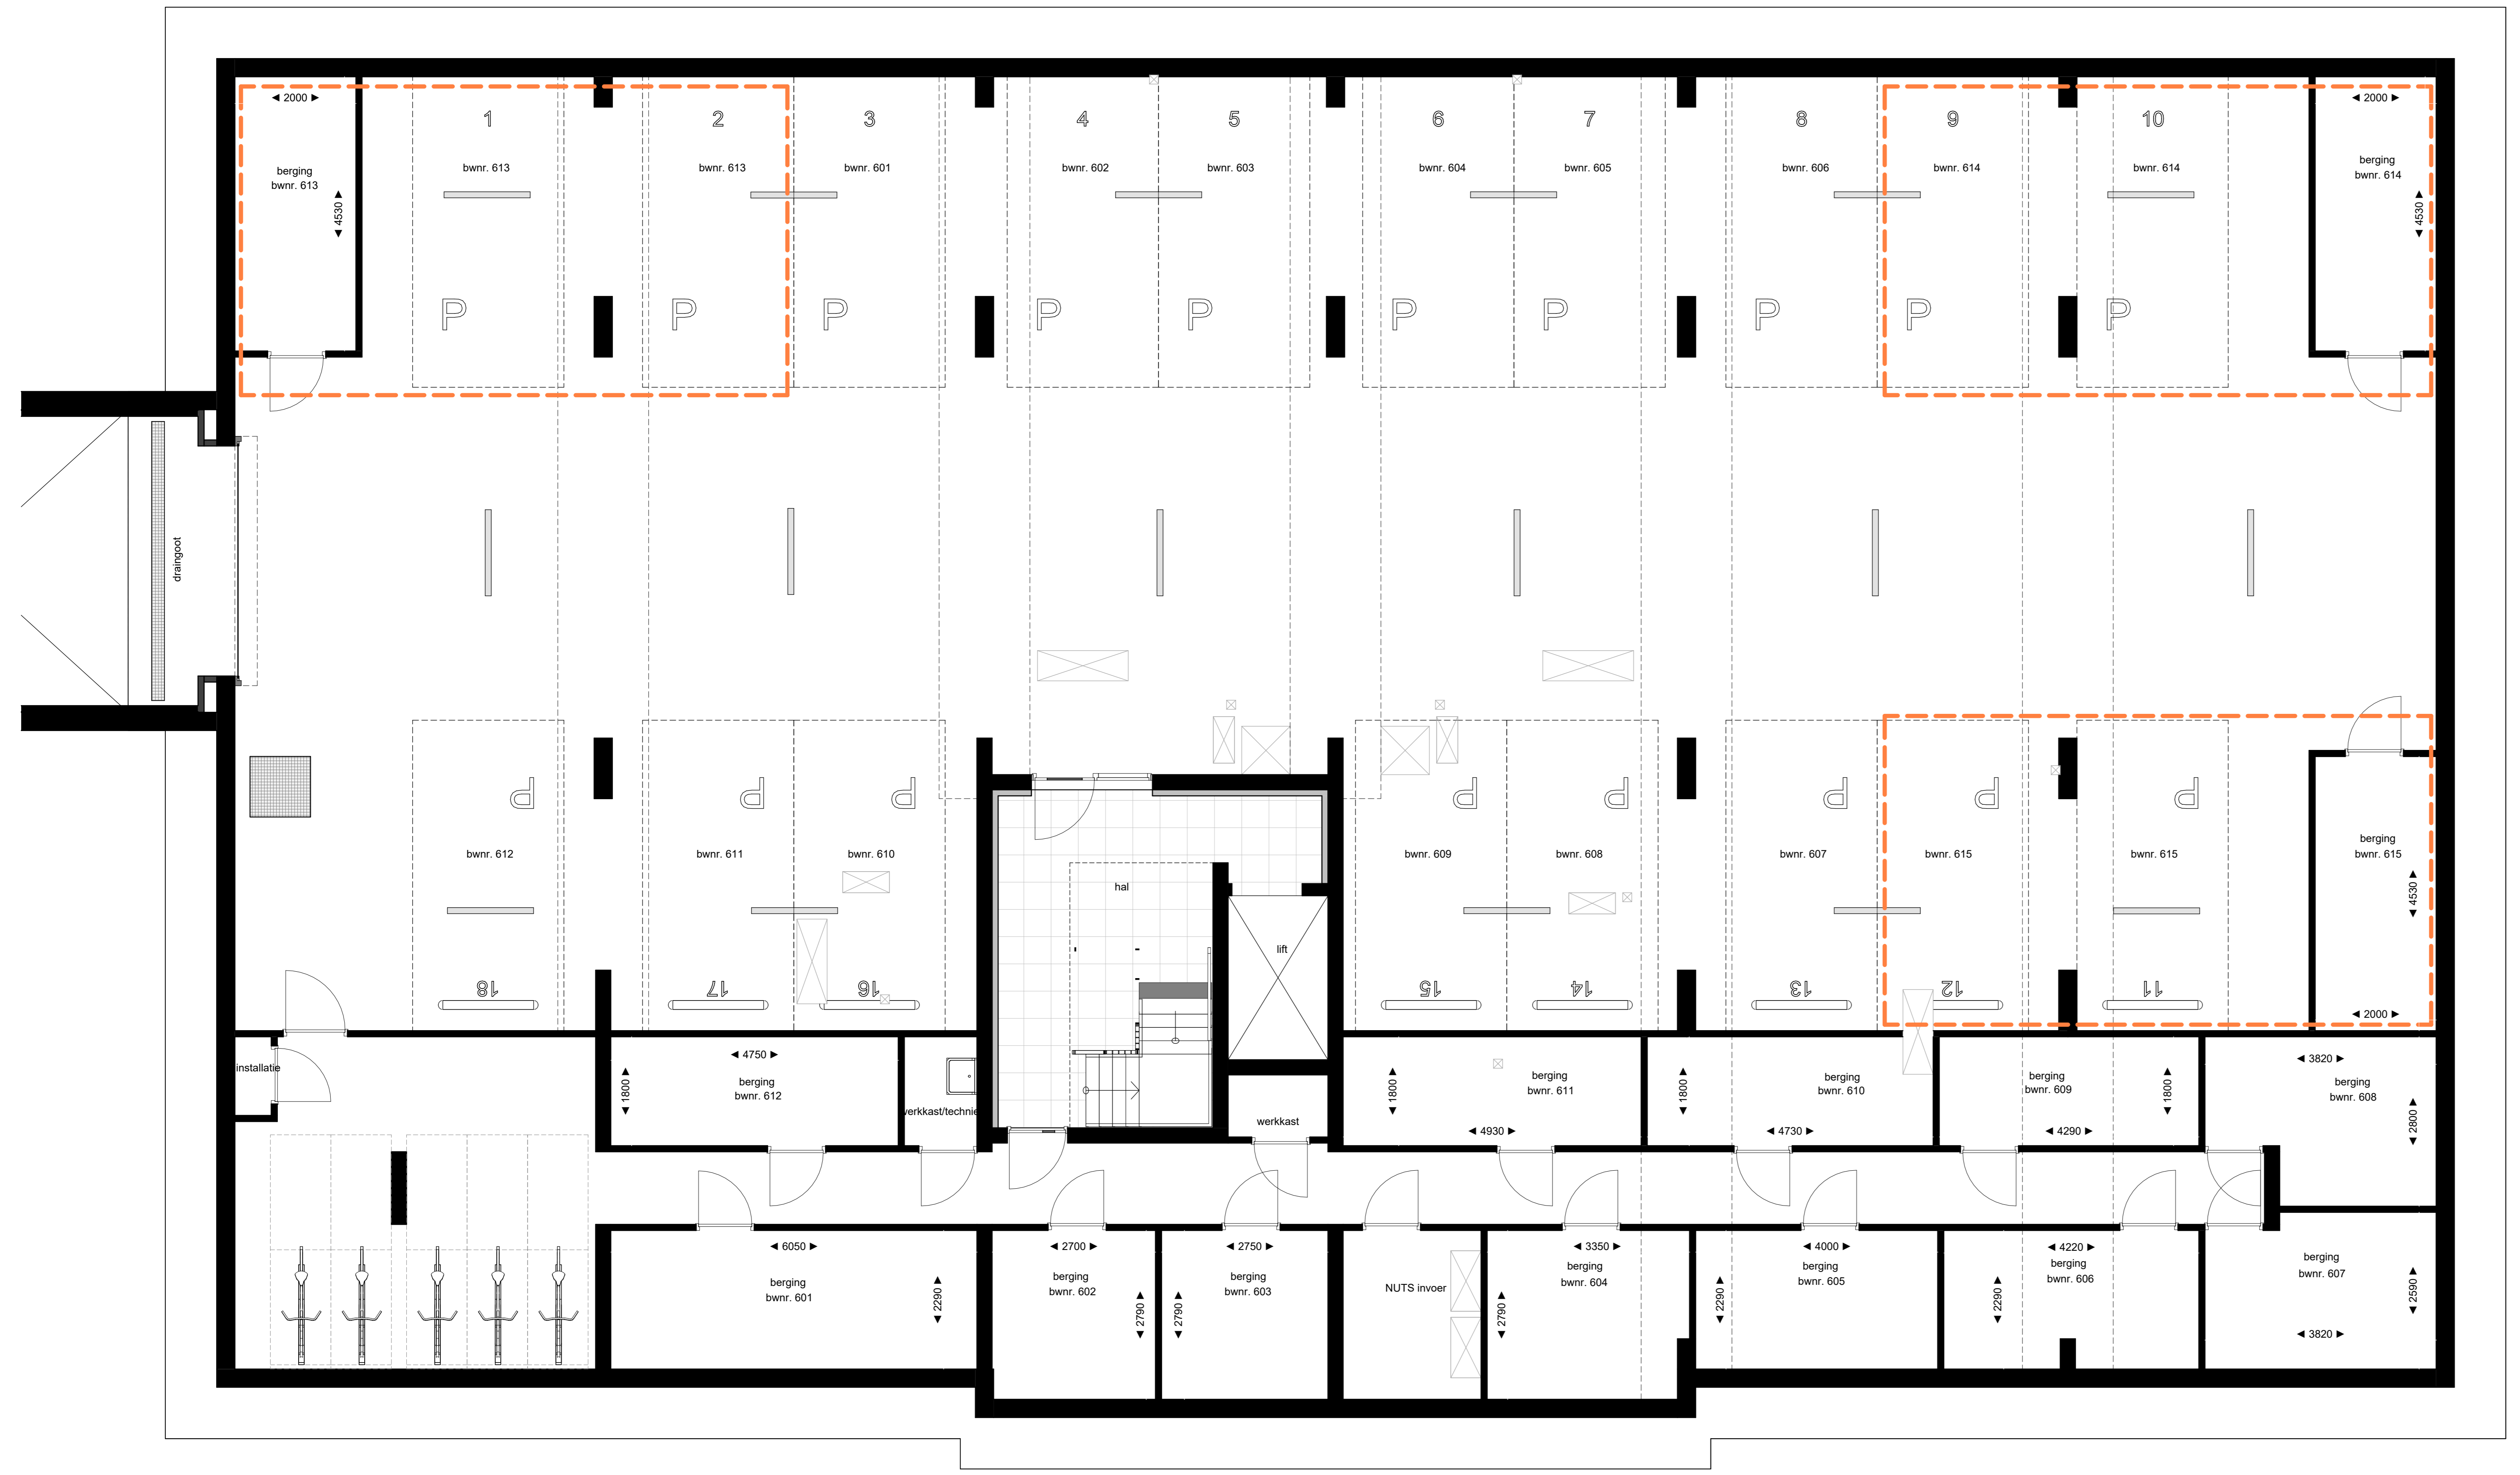 1
2
3
4
5
6
7
8
9
10
◄ 2000 ►
◄ 2000 ►
berging
bwnr. 613
◄ 4530 ►
bwnr. 613
bwnr. 613
bwnr. 601
bwnr. 602
bwnr. 603
bwnr. 604
bwnr. 605
bwnr. 606
bwnr. 614
bwnr. 614
berging
bwnr. 614
◄ 4530 ►
P
P
P
P
P
P
P
P
P
P
draingoot
P
P
P
P
P
P
P
P
bwnr. 612
bwnr. 611
bwnr. 610
hal
lift
bwnr. 609
bwnr. 608
bwnr. 607
bwnr. 615
bwnr. 615
berging
bwnr. 615
◄ 4530 ►
◄ 2000 ►
18
17
16
15
14
13
12
11
installatie
◄ 4750 ►
berging
bwnr. 612
◄ 1800 ►
werkkast/technie
werkkast
◄ 1800 ►
berging
bwnr. 611
◄ 4930 ►
◄ 1800 ►
berging
bwnr. 610
◄ 4730 ►
berging
bwnr. 609
◄ 1800 ►
◄ 4290 ►
◄ 3820 ►
berging
bwnr. 608
◄ 2800 ►
◄ 6050 ►
berging
bwnr. 601
◄ 2290 ►
◄ 2700 ►
berging
bwnr. 602
◄ 2790 ►
◄ 2750 ►
berging
bwnr. 603
◄ 2790 ►
NUTS invoer
◄ 3350 ►
berging
bwnr. 604
◄ 2790 ►
◄ 4000 ►
berging
bwnr. 605
◄ 2290 ►
◄ 4220 ►
berging
bwnr. 606
◄ 2290 ►
berging
bwnr. 607
◄ 2590 ►
◄ 3820 ►